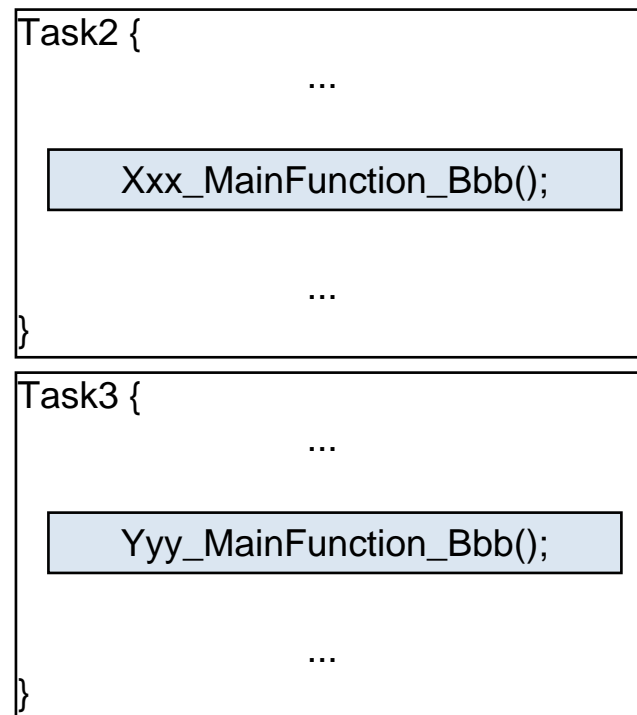 Task2 {
...
Xxx_MainFunction_Bbb();
...
}
Task3 {
...
Yyy_MainFunction_Bbb();
...
}